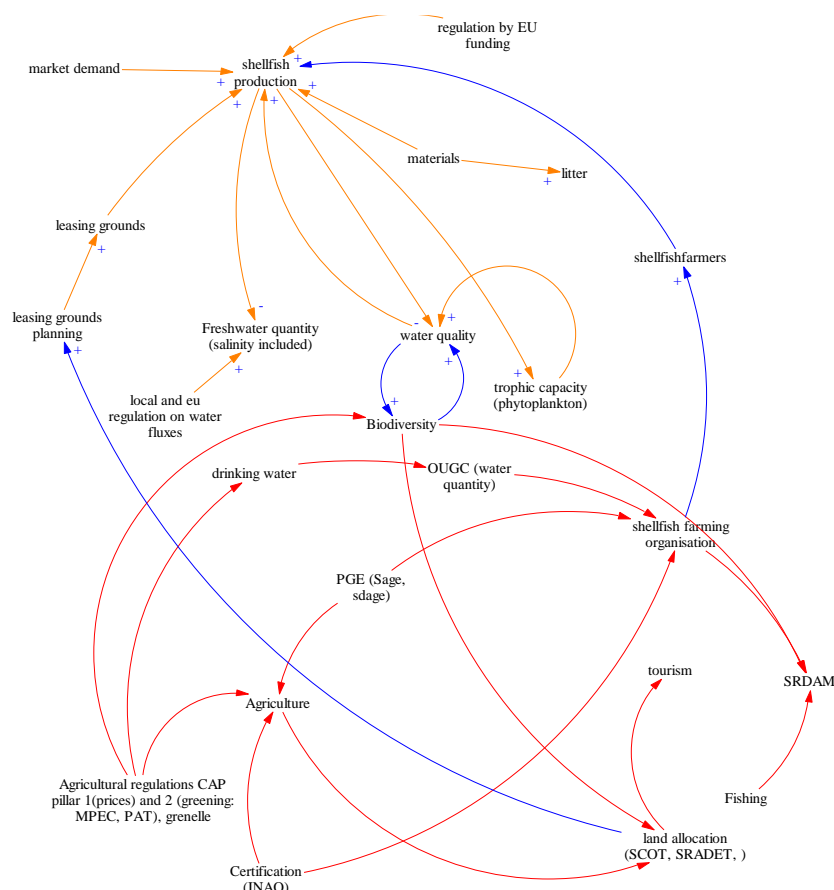 regulation by EU
funding
market demand
shellfish
production
+
+
+
+
+
+
materials
litter
+
leasing grounds
+
shellfishfarmers
+
leasing grounds
planning
+
-
Freshwater quantity
(salinity included)
+
-
+
water quality
+
+
trophic capacity
(phytoplankton)
local and eu
regulation on water
fluxes
+
Biodiversity
drinking water
OUGC (water
quantity)
shellfish farming
organisation
PGE (Sage,
sdage)
tourism
SRDAM
Agriculture
Agricultural regulations CAP
pillar 1(prices) and 2 (greening:
MPEC, PAT), grenelle
Fishing
land allocation
(SCOT, SRADET, )
Certification
(INAO)